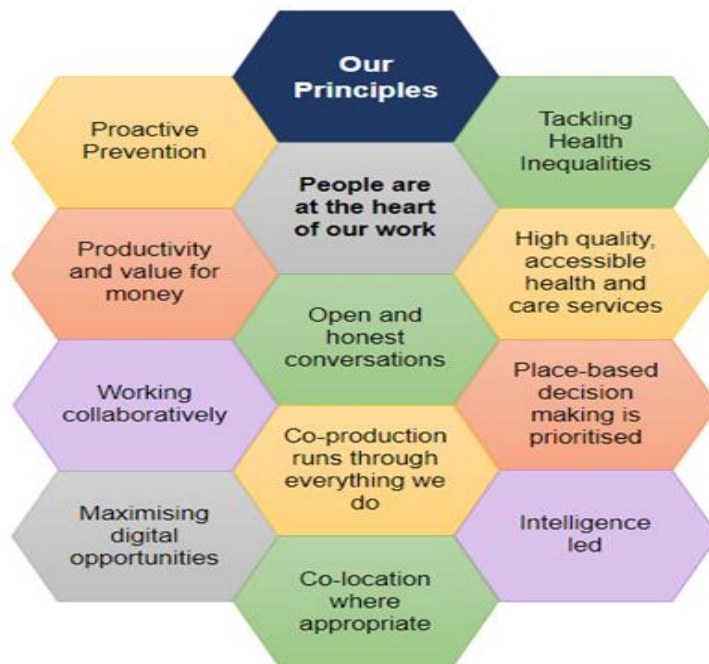 Our
Principles
Proactive
Prevention
Tackling
Health
Inequalities
People are
at the heart
of our work
Productivity
and value for
money
High quality,
accessible
health and
care services
Open and
honest
conversations
Working
collaboratively
Place-based
decision
making is
prioritised
Co-production
runs through
everything we
do
Maximising
digital
opportunities
Intelligence
led
Co-location
where
appropriate